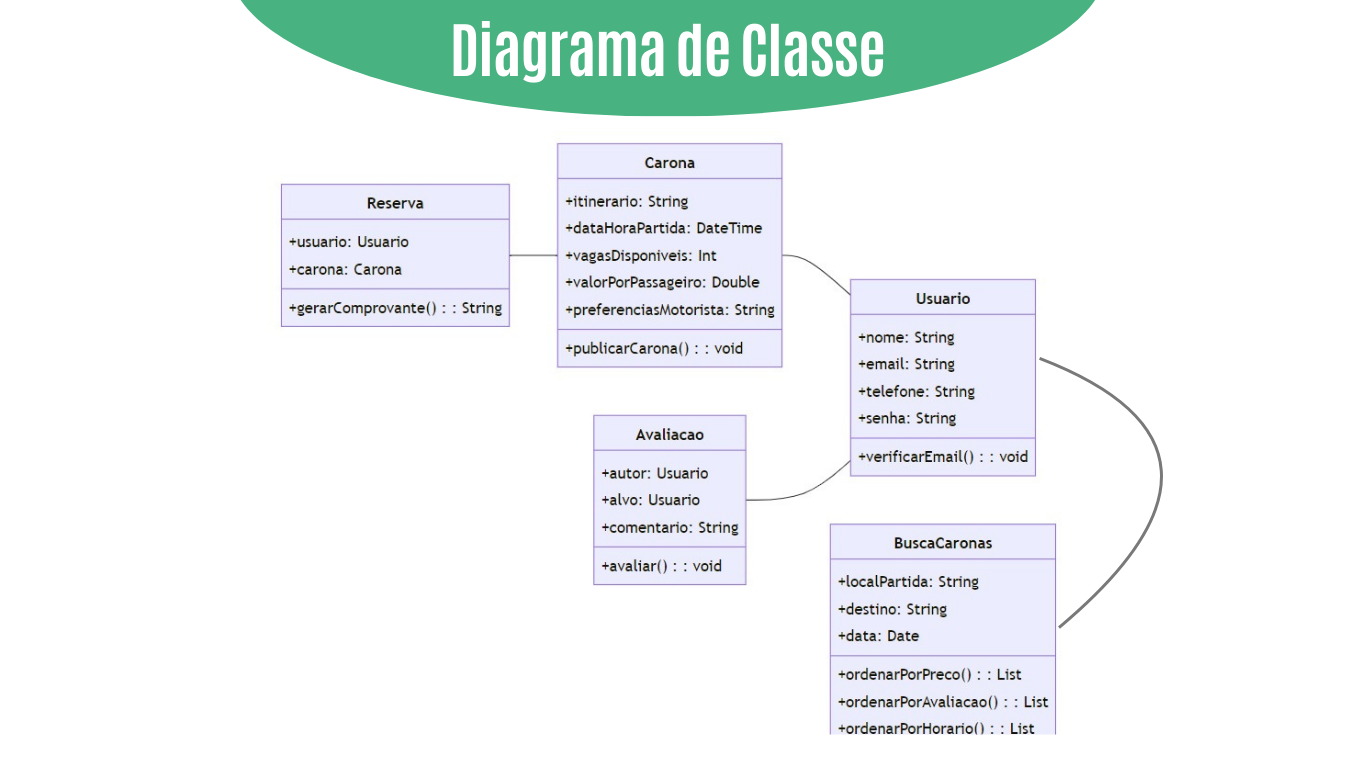 Diagrama de Classe
Reserva
+usuario: Usuario
+carona: Carona
+gerarComprovante() : : String
Carona
+itinerario: String
+dataHoraPartida: DateTime
+vagasDisponiveis: Int
+valorPorPassageiro: Double
+preferenciasMotorista: String
+publicarCarona() : : void
Usuario
+nome: String
+email: String
+telefone: String
+senha: String
+verificarEmail() : : void
Avaliacao
+autor: Usuario
+alvo: Usuario
+comentario: String
+avaliar() : : void
BuscaCaronas
+localPartida: String
+destino: String
+data: Date
+ordenarPorPreco() : : List
+ordenarPorAvaliacao() : : List
+ordenarPorHorario() : : List